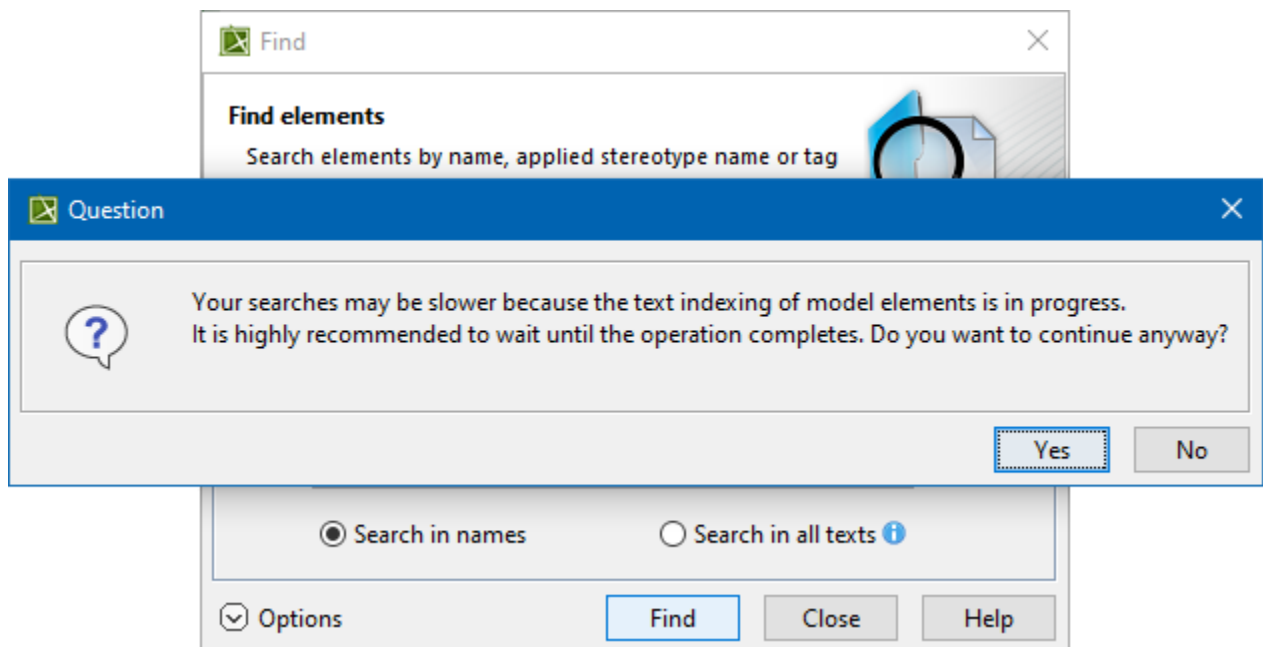 Find
Find elements
Search elements by name, applied stereotype name or tag
Question
Your searches may be slower because the text indexing of model elements is in progress.
It is highly recommended to wait until the operation completes. Do you want to continue anyway?
Yes No
Search in names Search in all texts
Options Find Close Help